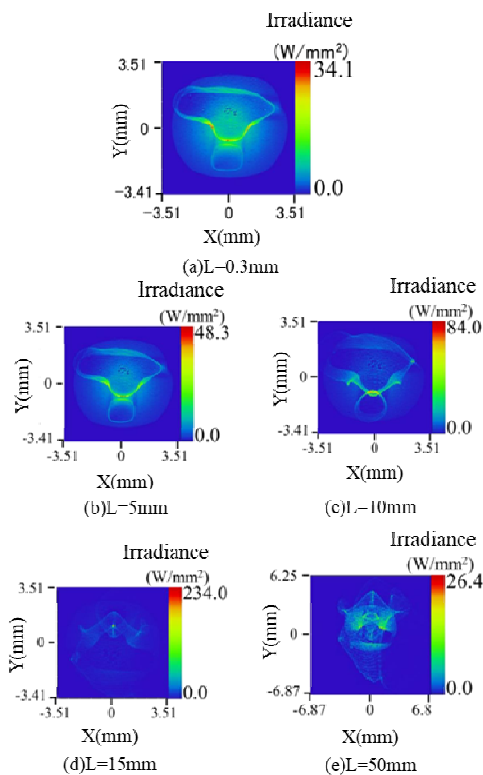 Irradiance
(W/mm²)
3.51
34.1
Y(mm)
0
-3.41
0.0
-3.51 0 3.51
X(mm)
(a)L=0.3mm
Irradiance
(W/mm²)
3.51
48.3
Y(mm)
0
-3.41
0.0
-3.51 0 3.51
X(mm)
(b)L=5mm
Irradiance
(W/mm²)
3.51
84.0
Y(mm)
0
-3.41
0.0
-3.51 0 3.51
X(mm)
(c)L=10mm
Irradiance
(W/mm²)
3.51
234.0
Y(mm)
0
-3.41
0.0
-3.51 0 3.51
X(mm)
(d)L=15mm
Irradiance
(W/mm²)
6.25
26.4
Y(mm)
0
-6.87
0.0
-6.87 0 6.8
X(mm)
(e)L=50mm